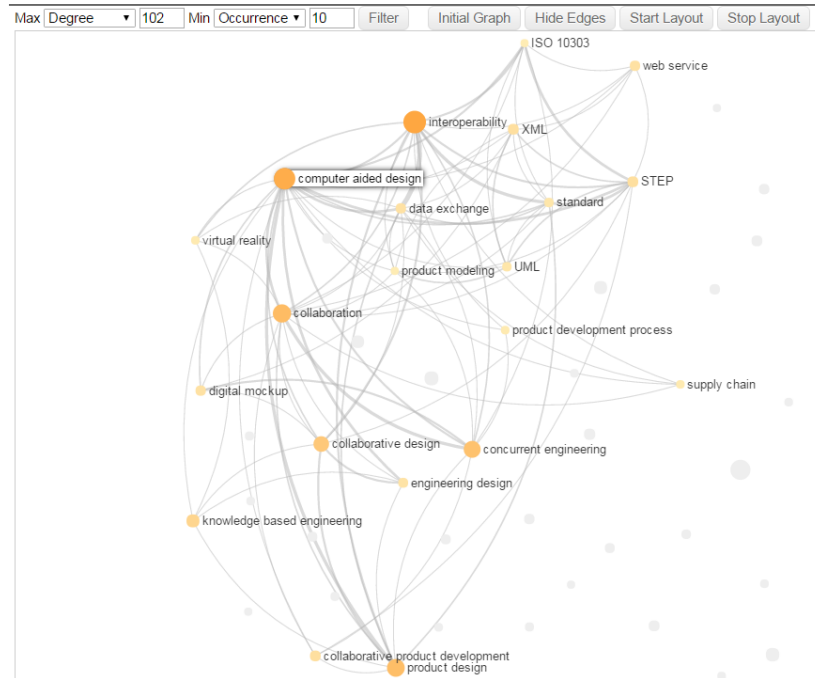 Max Degree 102 Min Occurrence 10 Filter Initial Graph Hide Edges Start Layout Stop Layout
ISO 10303
web service
interoperability
XML
computer aided design
STEP
data exchange
standard
virtual reality
product modeling
UML
collaboration
product development process
supply chain
digital mockup
collaborative design
concurrent engineering
engineering design
knowledge based engineering
collaborative product development
product design